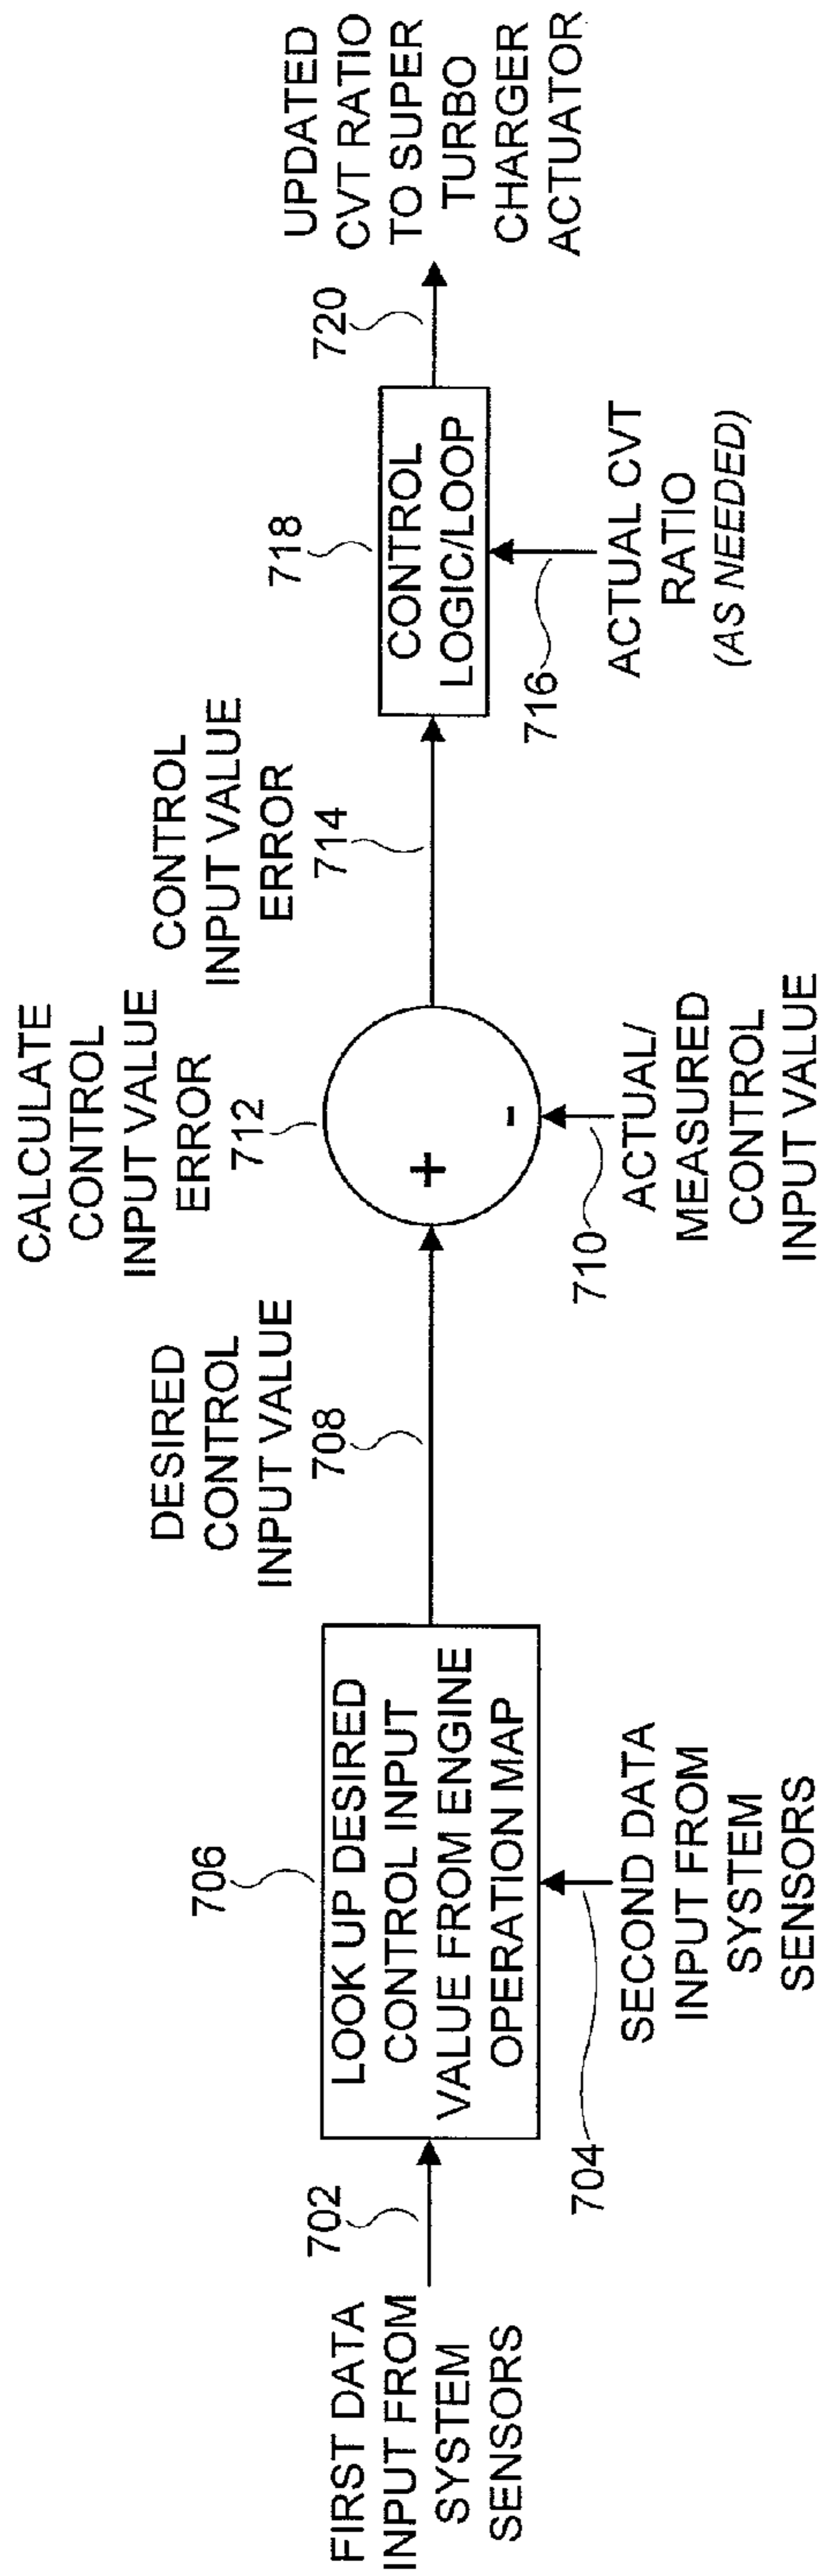 FIRST DATA
INPUT FROM
SYSTEM
SENSORS
702
706
LOOK UP DESIRED
CONTROL INPUT
VALUE FROM ENGINE
OPERATION MAP
704
SECOND DATA
INPUT FROM
SYSTEM
SENSORS
DESIRED
CONTROL
INPUT VALUE
708
CALCULATE
CONTROL
INPUT VALUE
ERROR
712
+
-
710
ACTUAL/
MEASURED
CONTROL
INPUT VALUE
CONTROL
INPUT VALUE
ERROR
714
718
CONTROL
LOGIC/LOOP
716
ACTUAL CVT
RATIO
(AS NEEDED)
720
UPDATED
CVT RATIO
TO SUPER
TURBO
CHARGER
ACTUATOR